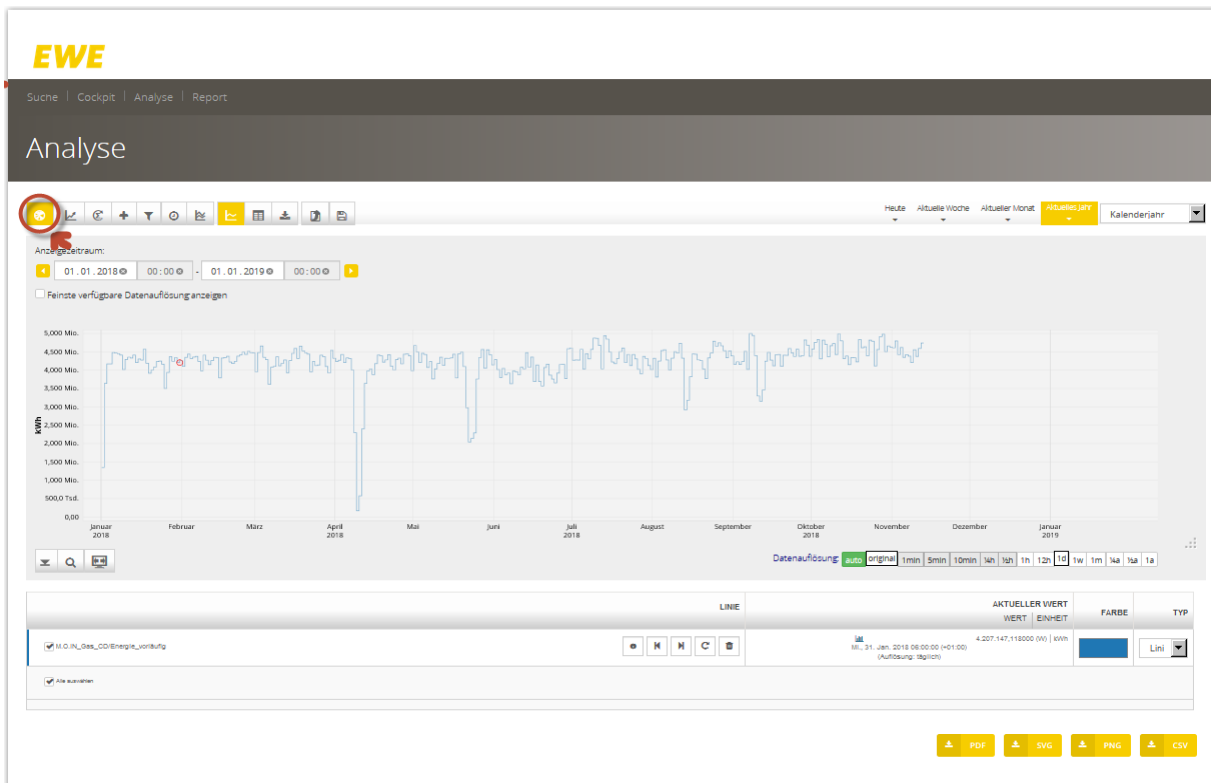 EWE
Suche | Cockpit | Analyse | Report
Analyse
Heute Aktuelle Woche Aktueller Monat Aktuelles Jahr Kalenderjahr
Anzeigezeitraum:
01.01.2018 00:00 - 01.01.2019 00:00
Feinste verfügbare Datenauflösung anzeigen
5,000 Mio.
4,500 Mio.
4,000 Mio.
3,500 Mio.
3,000 Mio.
2,500 Mio.
2,000 Mio.
1,500 Mio.
1,000 Mio.
500,0 Tsd.
0,00
kWh
Januar 2018 Februar März April 2018 Mai Juni Juli 2018 August September Oktober 2018 November Dezember Januar 2019
Datenauflösung: auto original 1min 5min 10min ¼h ½h 1h 12h 1d 1w 1m ¼a ½a 1a
LINIE AKTUELLER WERT FARBE TYP
WERT | EINHEIT
M.O.IN_Gas_CO/Energie_vorläufig
4.207.147,118000 (W) | kWh
Mi., 31. Jan. 2018 06:00:00 (+01:00)
(Auflösung: täglich)
Lini
Alle auswählen
PDF SVG PNG CSV